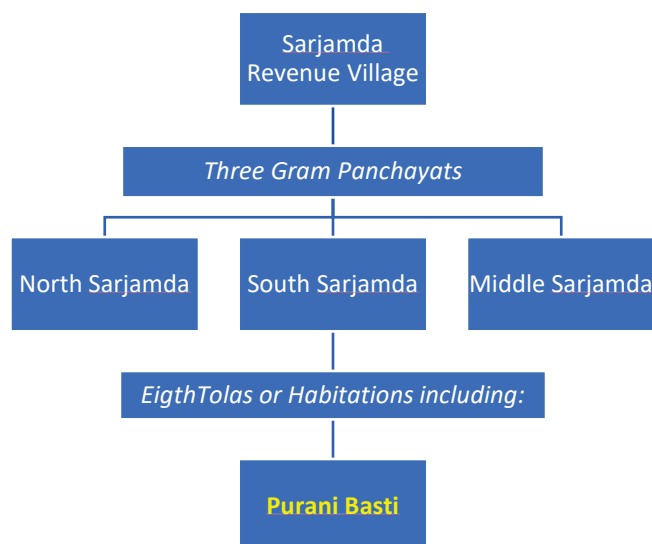 Sarjamda
Revenue Village
Three Gram Panchayats
North Sarjamda
South Sarjamda
Middle Sarjamda
EigthTolas or Habitations including:
Purani Basti